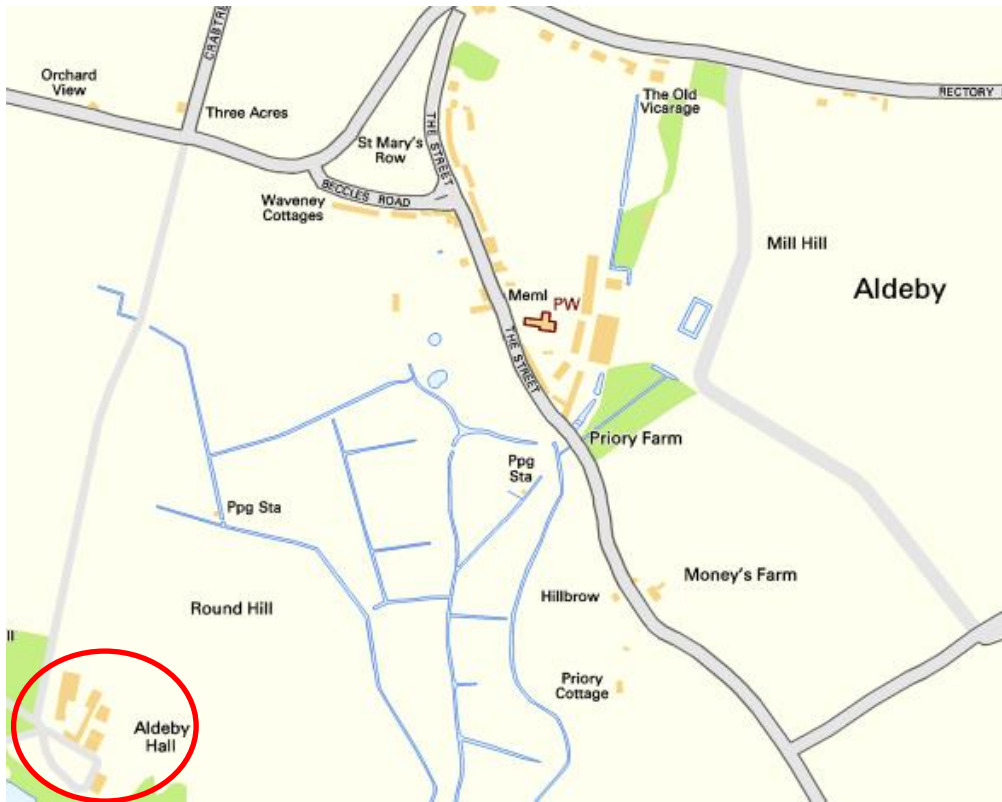 CRABTRE
Orchard
View
Three Acres
The Old
Vicarage
RECTORY
St Mary's
Row
THE STREET
BECCLES ROAD
Waveney
Cottages
Mill Hill
Aldeby
Meml
PW
THE STREET
Priory Farm
Ppg
Sta
Ppg Sta
Money's Farm
Hillbrow
Round Hill
ll
Priory
Cottage
Aldeby
Hall